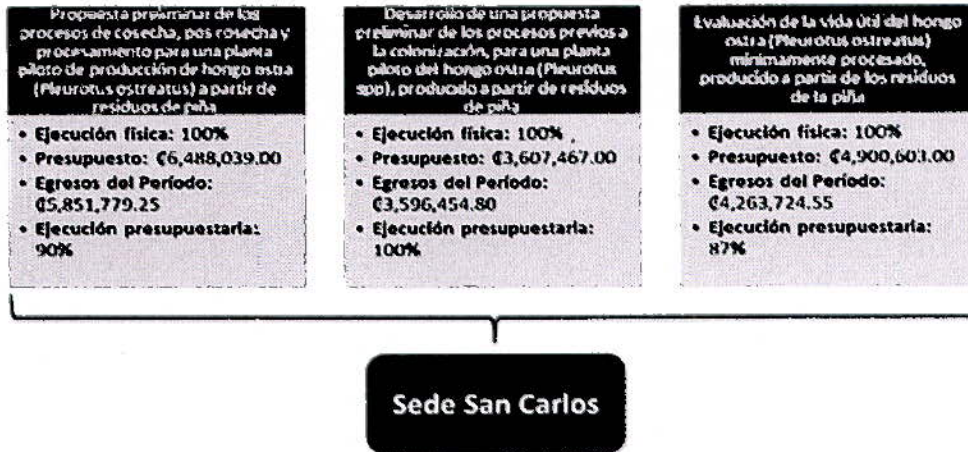 Propuesta preliminar de los
procesos de cosecha, pos cosecha y
procesamiento para una planta
piloto de producción de hongo ostra
(Pleurotus ostreatus) a partir de
residuos de piña
• Ejecución física: 100%
• Presupuesto: ₡6,488,039.00
• Egresos del Período:
₡5,851,779.25
• Ejecución presupuestaria:
90%
Desarrollo de una propuesta
preliminar de los procesos previos a
la colonización, para una planta
piloto del hongo ostra (Pleurotus
spp), producido a partir de residuos
de piña
• Ejecución física: 100%
• Presupuesto: ₡3,607,467.00
• Egresos del Período:
₡3,596,454.80
• Ejecución presupuestaria:
100%
Evaluación de la vida útil del hongo
ostra (Pleurotus ostreatus)
mínimamente procesado,
producido a partir de los residuos
de la piña
• Ejecución física: 100%
• Presupuesto: ₡4,900,603.00
• Egresos del Período:
₡4,263,724.55
• Ejecución presupuestaria:
87%
Sede San Carlos